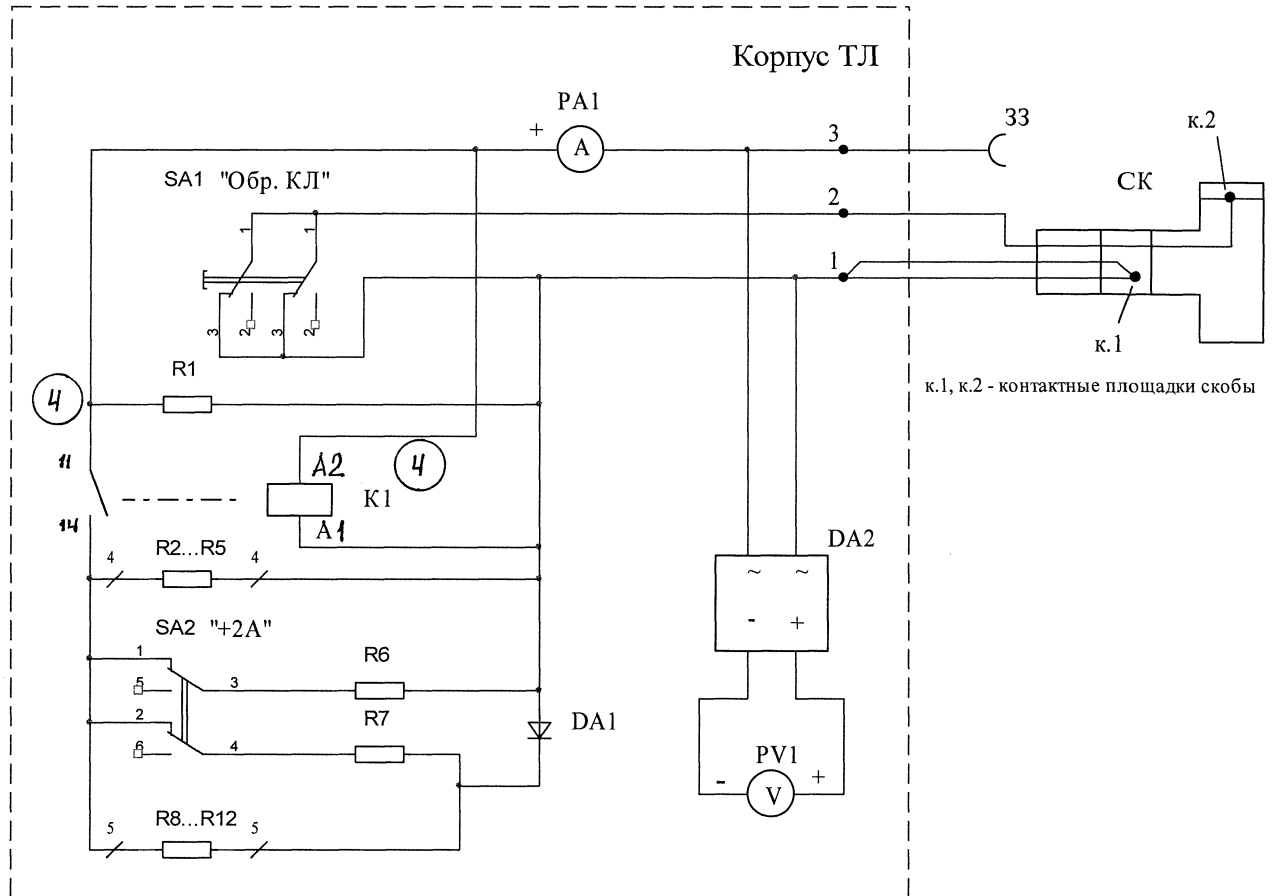 Корпус ТЛ
PA1
+
A
3
ЗЗ
к.2
SA1 "Обр. КЛ"
2
СК
1
1
1
3
2
3
2
к.1
R1
4
к.1, к.2 - контактные площадки скобы
11
A2
4
K1
14
A1
R2...R5
4
4
DA2
~
~
-
+
SA2 "+2A"
1
5
3
R6
2
6
4
R7
DA1
PV1
-
+
V
R8...R12
5
5